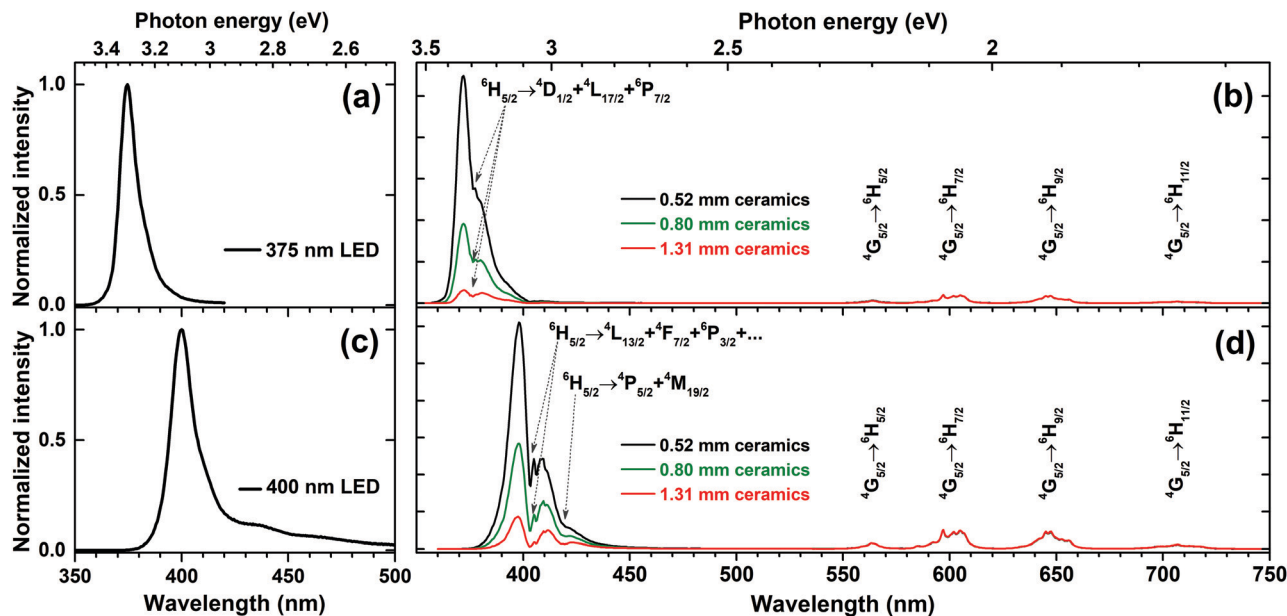 Photon energy (eV)
3.4 3.2 3 2.8 2.6
Normalized intensity
1.0
0.5
0.0
(a)
375 nm LED
Photon energy (eV)
3.5 3 2.5 2
(b)
⁶H₅/₂→⁴D₁/₂+⁴L₁₇/₂+⁶P₇/₂
0.52 mm ceramics
0.80 mm ceramics
1.31 mm ceramics
⁴G₅/₂→⁶H₅/₂
⁴G₅/₂→⁶H₇/₂
⁴G₅/₂→⁶H₉/₂
⁴G₅/₂→⁶H₁₁/₂
Normalized intensity
1.0
0.5
0.0
(c)
400 nm LED
350 400 450 500
Wavelength (nm)
(d)
⁶H₅/₂→⁴L₁₃/₂+⁴F₇/₂+⁶P₃/₂+...
⁶H₅/₂→⁴P₅/₂+⁴M₁₉/₂
0.52 mm ceramics
0.80 mm ceramics
1.31 mm ceramics
⁴G₅/₂→⁶H₅/₂
⁴G₅/₂→⁶H₇/₂
⁴G₅/₂→⁶H₉/₂
⁴G₅/₂→⁶H₁₁/₂
400 450 500 550 600 650 700 750
Wavelength (nm)